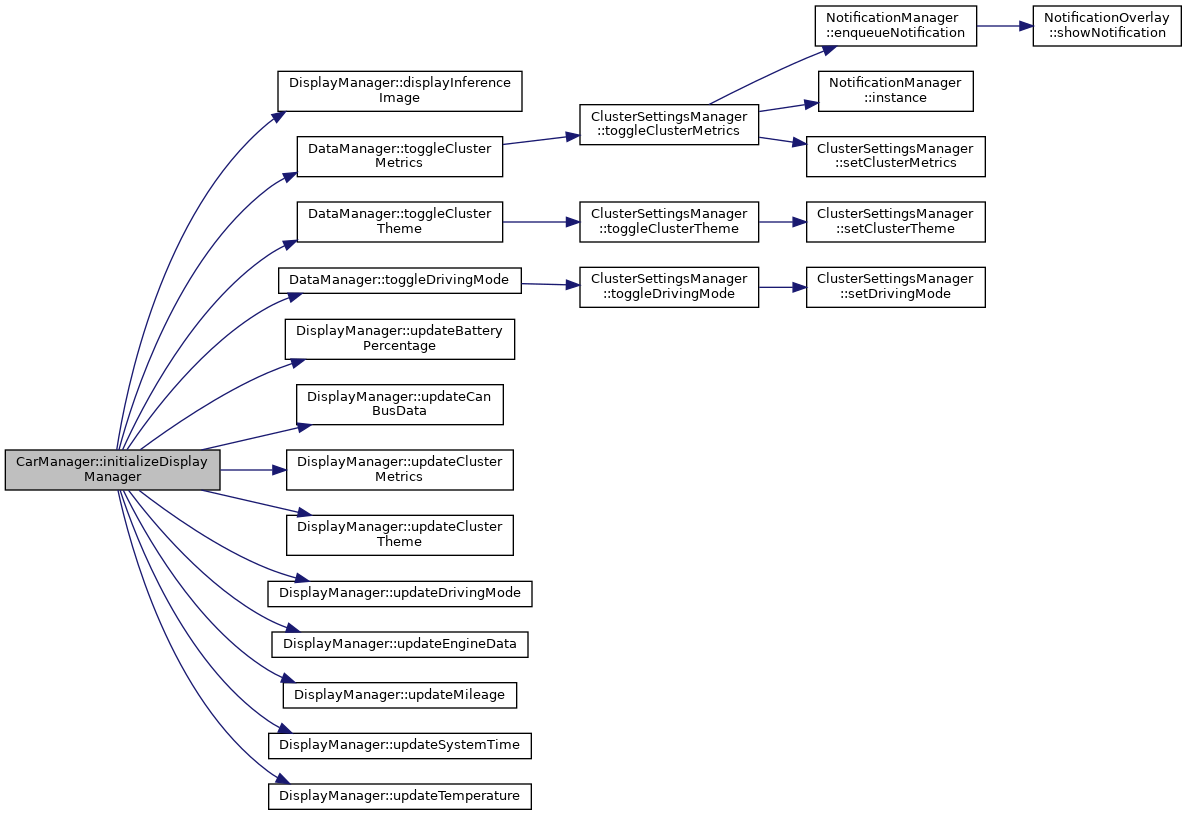 NotificationManager
::enqueueNotification
NotificationOverlay
::showNotification
DisplayManager::displayInference
Image
NotificationManager
::instance
ClusterSettingsManager
::toggleClusterMetrics
DataManager::toggleCluster
Metrics
ClusterSettingsManager
::setClusterMetrics
DataManager::toggleCluster
Theme
ClusterSettingsManager
::toggleClusterTheme
ClusterSettingsManager
::setClusterTheme
DataManager::toggleDrivingMode
ClusterSettingsManager
::toggleDrivingMode
ClusterSettingsManager
::setDrivingMode
DisplayManager::updateBattery
Percentage
DisplayManager::updateCan
BusData
CarManager::initializeDisplay
Manager
DisplayManager::updateCluster
Metrics
DisplayManager::updateCluster
Theme
DisplayManager::updateDrivingMode
DisplayManager::updateEngineData
DisplayManager::updateMileage
DisplayManager::updateSystemTime
DisplayManager::updateTemperature